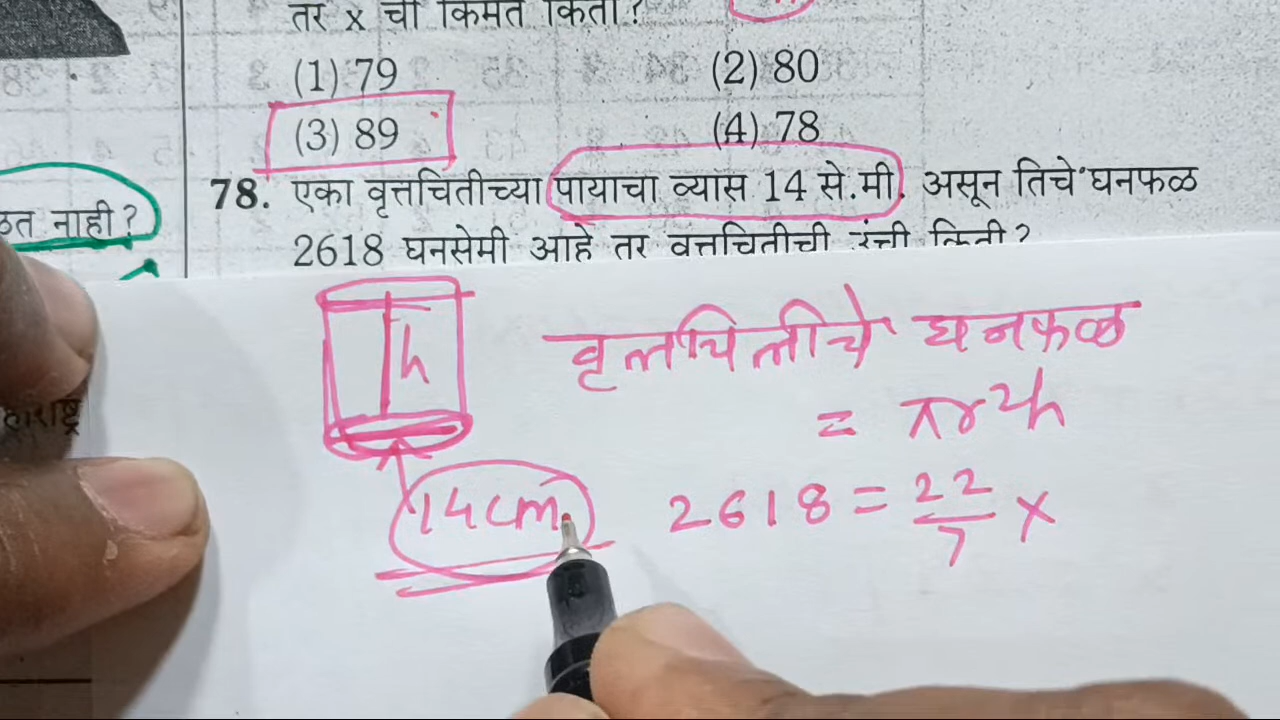 तर x ची किंमत किती?
(1) 79
(2) 80
(3) 89
(4) 78
78. एका वृत्तचितीच्या पायाचा व्यास 14 से.मी. असून तिचे घनफळ
2618 घनसेमी आहे तर वृत्तचितीची उंची किती?
नाही?
h
वृत्तचितीचे घनफळ
= πr²h
14cm
2618 = 22/7 ×